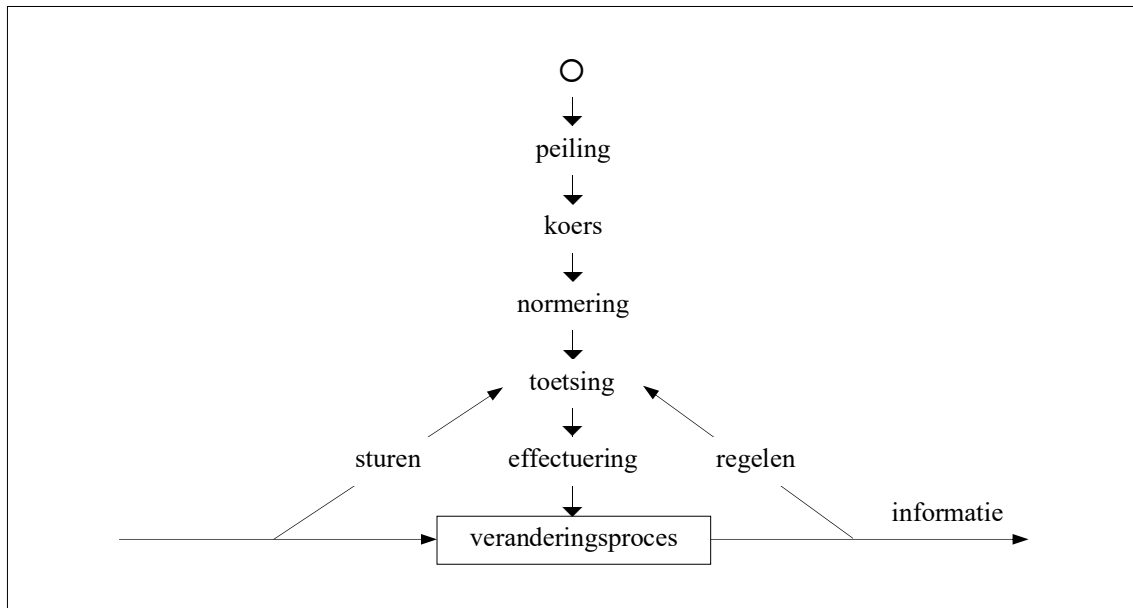 peiling
koers
normering
toetsing
sturen
effectuering
regelen
informatie
veranderingsproces